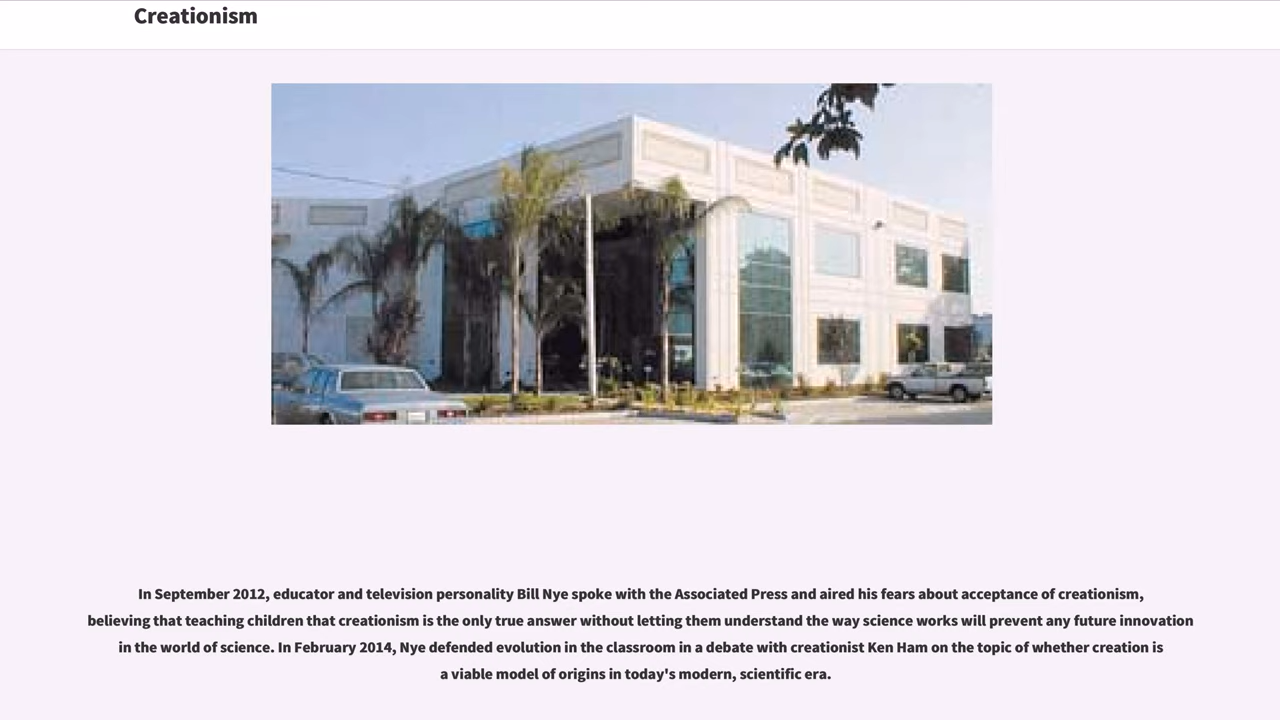 Creationism
In September 2012, educator and television personality Bill Nye spoke with the Associated Press and aired his fears about acceptance of creationism,
believing that teaching children that creationism is the only true answer without letting them understand the way science works will prevent any future innovation
in the world of science. In February 2014, Nye defended evolution in the classroom in a debate with creationist Ken Ham on the topic of whether creation is
a viable model of origins in today's modern, scientific era.